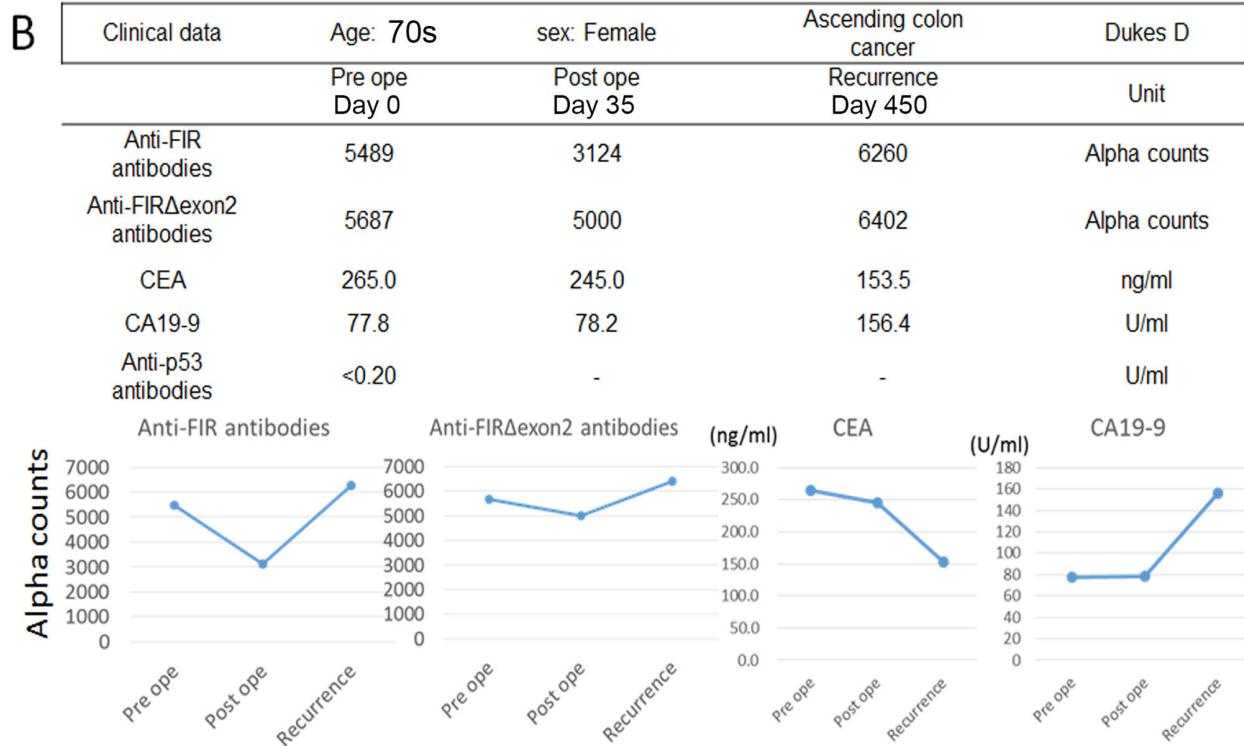 B
Clinical data Age: 70s sex: Female Ascending colon cancer Dukes D
Pre ope Day 0 Post ope Day 35 Recurrence Day 450 Unit
Anti-FIR antibodies 5489 3124 6260 Alpha counts
Anti-FIRΔexon2 antibodies 5687 5000 6402 Alpha counts
CEA 265.0 245.0 153.5 ng/ml
CA19-9 77.8 78.2 156.4 U/ml
Anti-p53 antibodies <0.20 - - U/ml
Anti-FIR antibodies
Alpha counts
7000
6000
5000
4000
3000
2000
1000
0
Pre ope
Post ope
Recurrence
Anti-FIRΔexon2 antibodies
7000
6000
5000
4000
3000
2000
1000
0
Pre ope
Post ope
Recurrence
(ng/ml)
CEA
300.0
250.0
200.0
150.0
100.0
50.0
0.0
Pre ope
Post ope
Recurrence
(U/ml)
CA19-9
180
160
140
120
100
80
60
40
20
0
Pre ope
Post ope
Recurrence